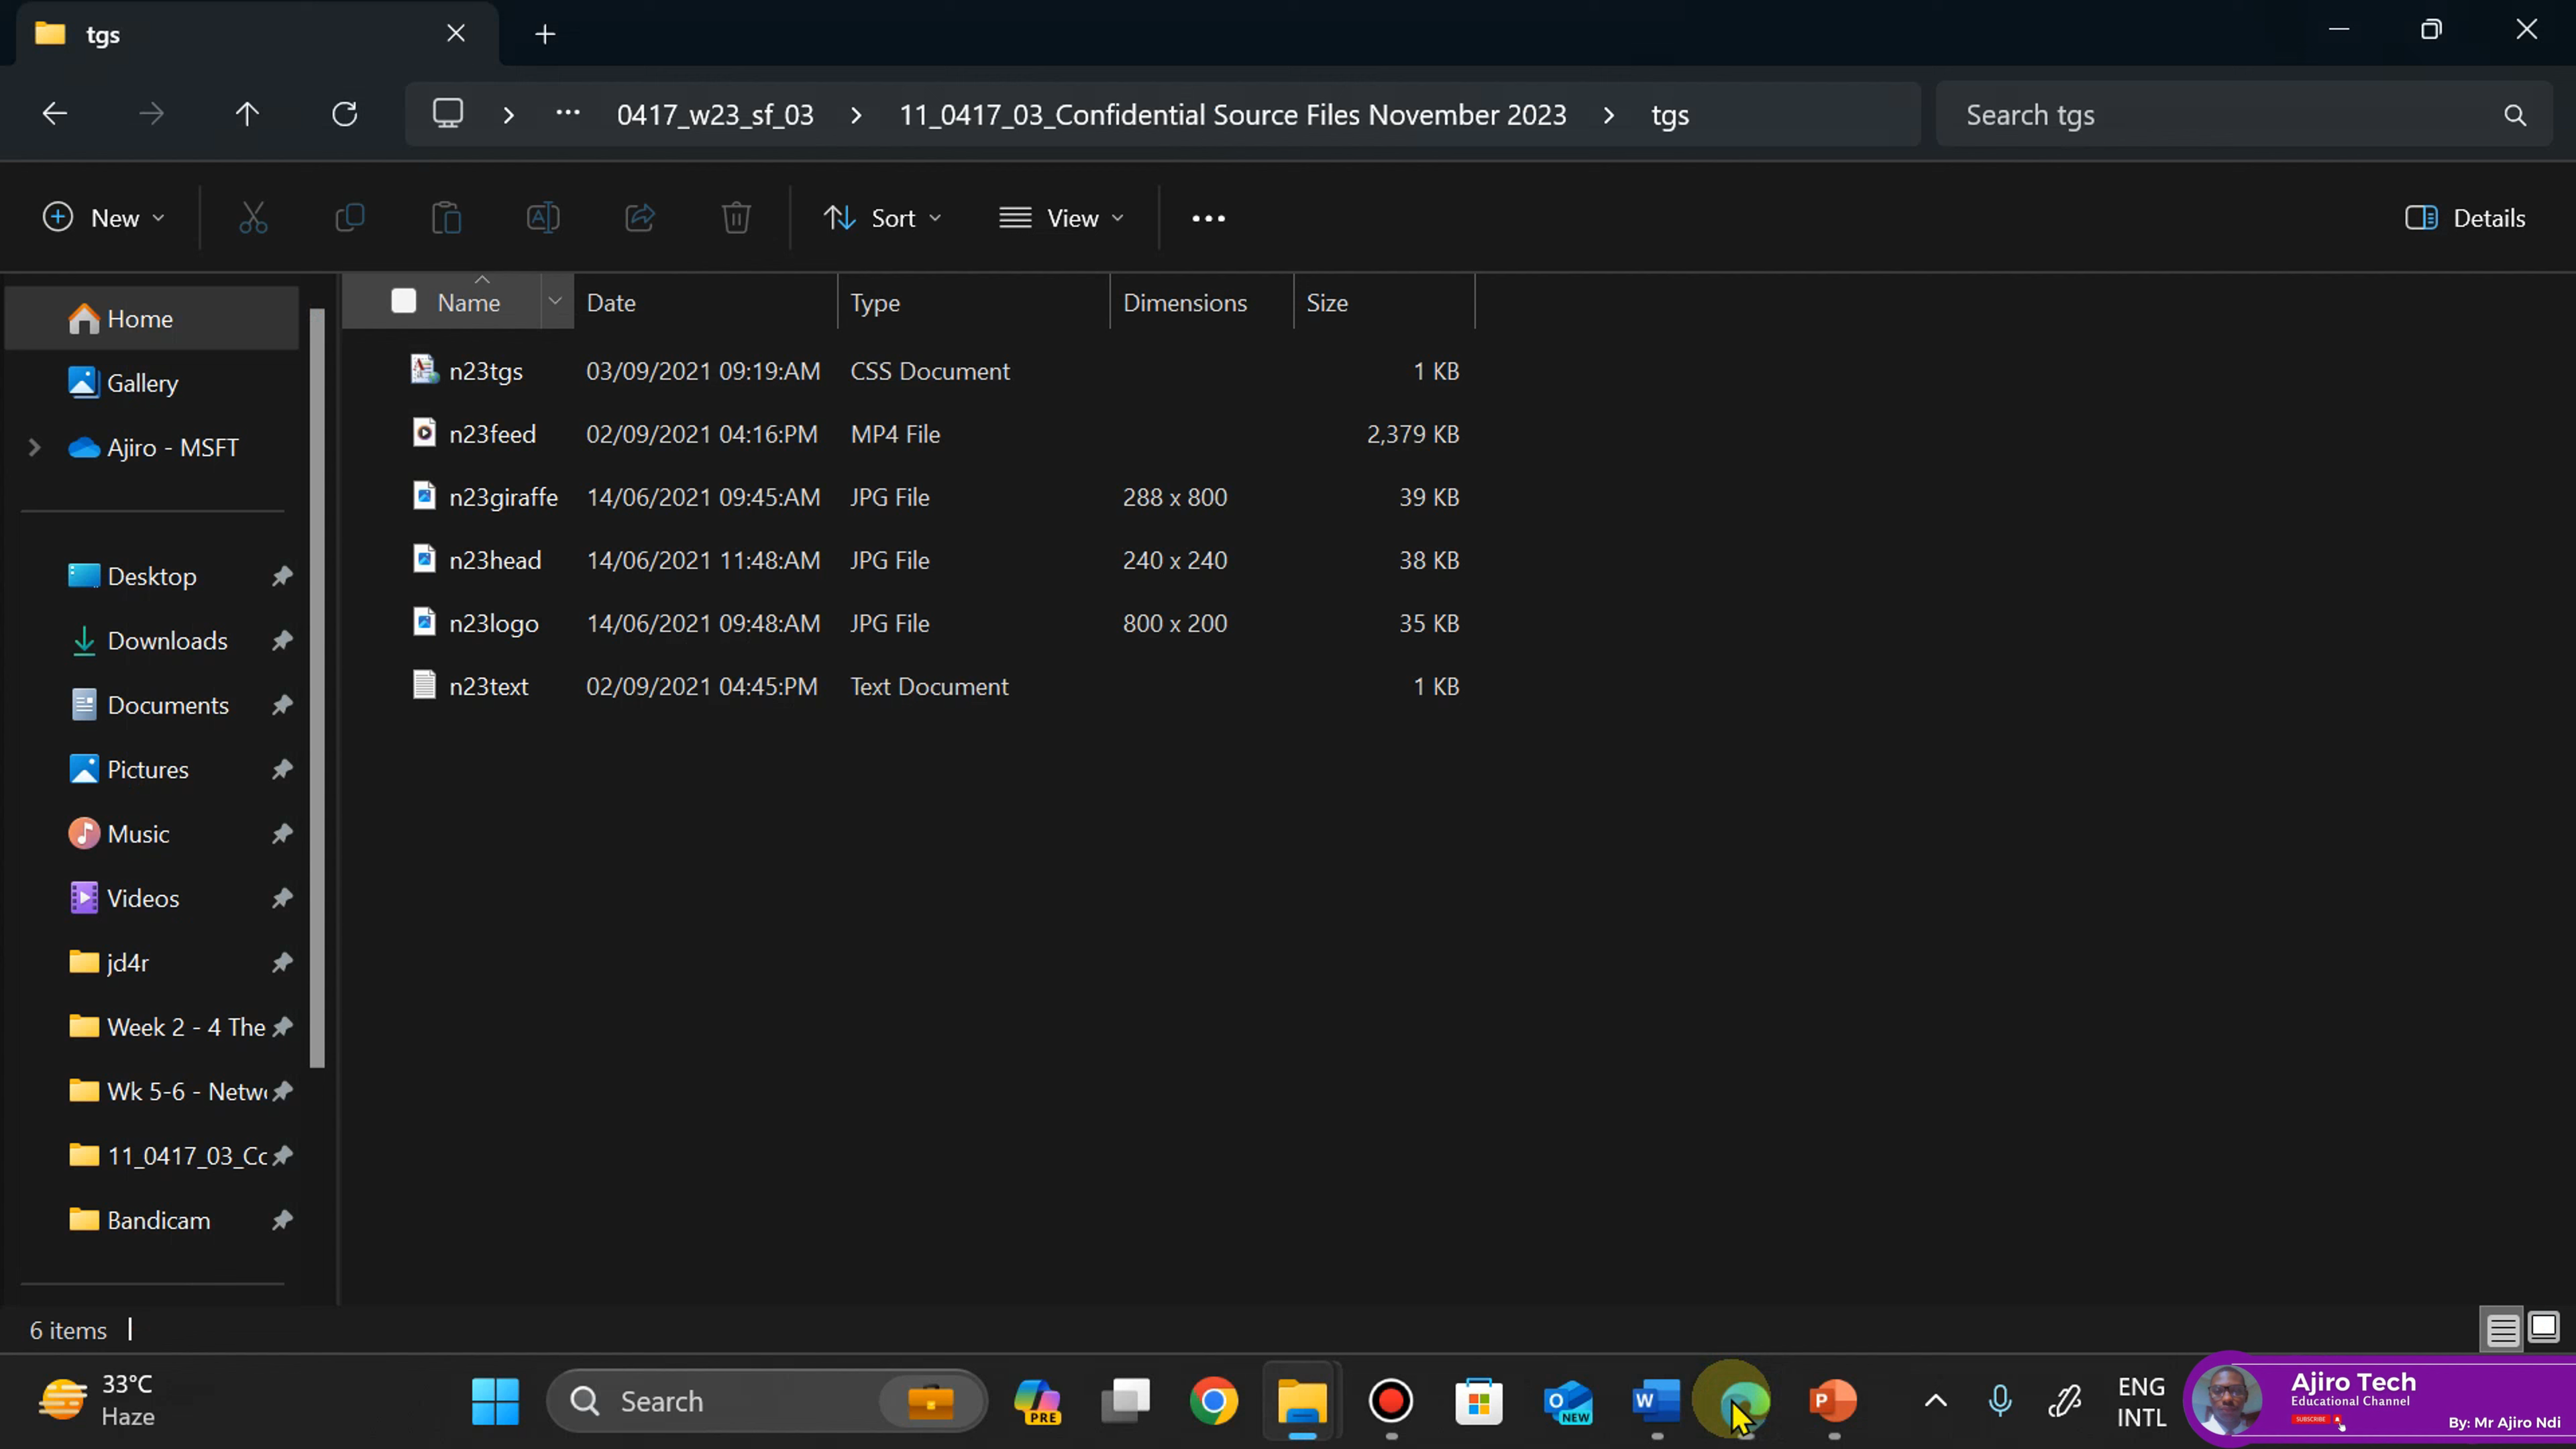 tgs
0417_w23_sf_03 11_0417_03_Confidential Source Files November 2023 tgs
Search tgs
New Sort View Details
Name Date Type Dimensions Size
n23tgs 03/09/2021 09:19:AM CSS Document 1 KB
n23feed 02/09/2021 04:16:PM MP4 File 2,379 KB
n23giraffe 14/06/2021 09:45:AM JPG File 288 x 800 39 KB
n23head 14/06/2021 11:48:AM JPG File 240 x 240 38 KB
n23logo 14/06/2021 09:48:AM JPG File 800 x 200 35 KB
n23text 02/09/2021 04:45:PM Text Document 1 KB
Home
Gallery
Ajiro - MSFT
Desktop
Downloads
Documents
Pictures
Music
Videos
jd4r
Week 2 - 4 The
Wk 5-6 - Netw
11_0417_03_Cc
Bandicam
6 items
33°C
Haze
Search
PRE
NEW
ENG
INTL
Ajiro Tech
Educational Channel
SUBSCRIBE
By: Mr Ajiro Ndi